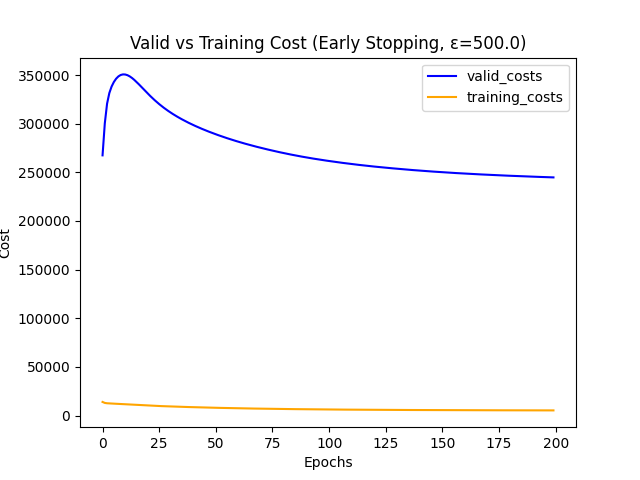 Valid vs Training Cost (Early Stopping, ε=500.0)
valid_costs
training_costs
350000
300000
250000
200000
150000
100000
50000
0
Cost
0 25 50 75 100 125 150 175 200
Epochs